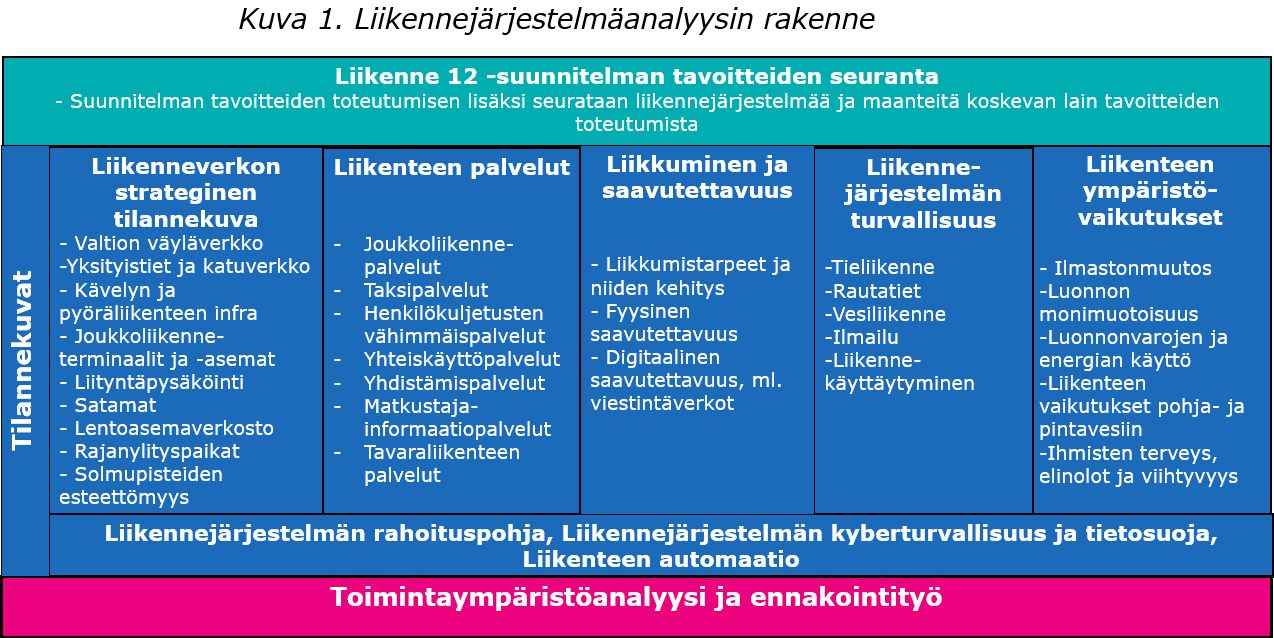 Kuva 1. Liikennejärjestelmäanalyysin rakenne
Liikenne 12 -suunnitelman tavoitteiden seuranta
- Suunnitelman tavoitteiden toteutumisen lisäksi seurataan liikennejärjestelmää ja maanteitä koskevan lain tavoitteiden
toteutumista
Tilannekuvat
Liikenneverkon
strateginen
tilannekuva
- Valtion väyläverkko
-Yksityistiet ja katuverkko
- Kävelyn ja
pyöräliikenteen infra
- Joukkoliikenne-
terminaalit ja -asemat
- Liityntäpysäköinti
- Satamat
- Lentoasemaverkosto
- Rajanylityspaikat
- Solmupisteiden
esteettömyys
Liikenteen palvelut
- Joukkoliikenne-
palvelut
- Taksipalvelut
- Henkilökuljetusten
vähimmäispalvelut
- Yhteiskäyttöpalvelut
- Yhdistämispalvelut
- Matkustaja-
informaatiopalvelut
- Tavaraliikenteen
palvelut
Liikkuminen ja
saavutettavuus
- Liikkumistarpeet ja
niiden kehitys
- Fyysinen
saavutettavuus
- Digitaalinen
saavutettavuus, ml.
viestintäverkot
Liikenne-
järjestelmän
turvallisuus
-Tieliikenne
-Rautatiet
-Vesiliikenne
-Ilmailu
-Liikenne-
käyttäytyminen
Liikenteen
ympäristö-
vaikutukset
- Ilmastonmuutos
-Luonnon
monimuotoisuus
-Luonnonvarojen ja
energian käyttö
-Liikenteen
vaikutukset pohja- ja
pintavesiin
-Ihmisten terveys,
elinolot ja viihtyvyys
Liikennejärjestelmän rahoituspohja, Liikennejärjestelmän kyberturvallisuus ja tietosuoja,
Liikenteen automaatio
Toimintaympäristöanalyysi ja ennakointityö